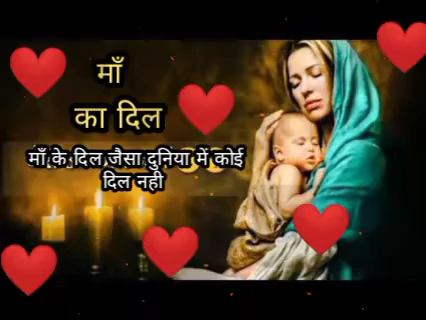 माँ
का दिल
माँ के दिल जैसा दुनिया में कोई
दिल नही